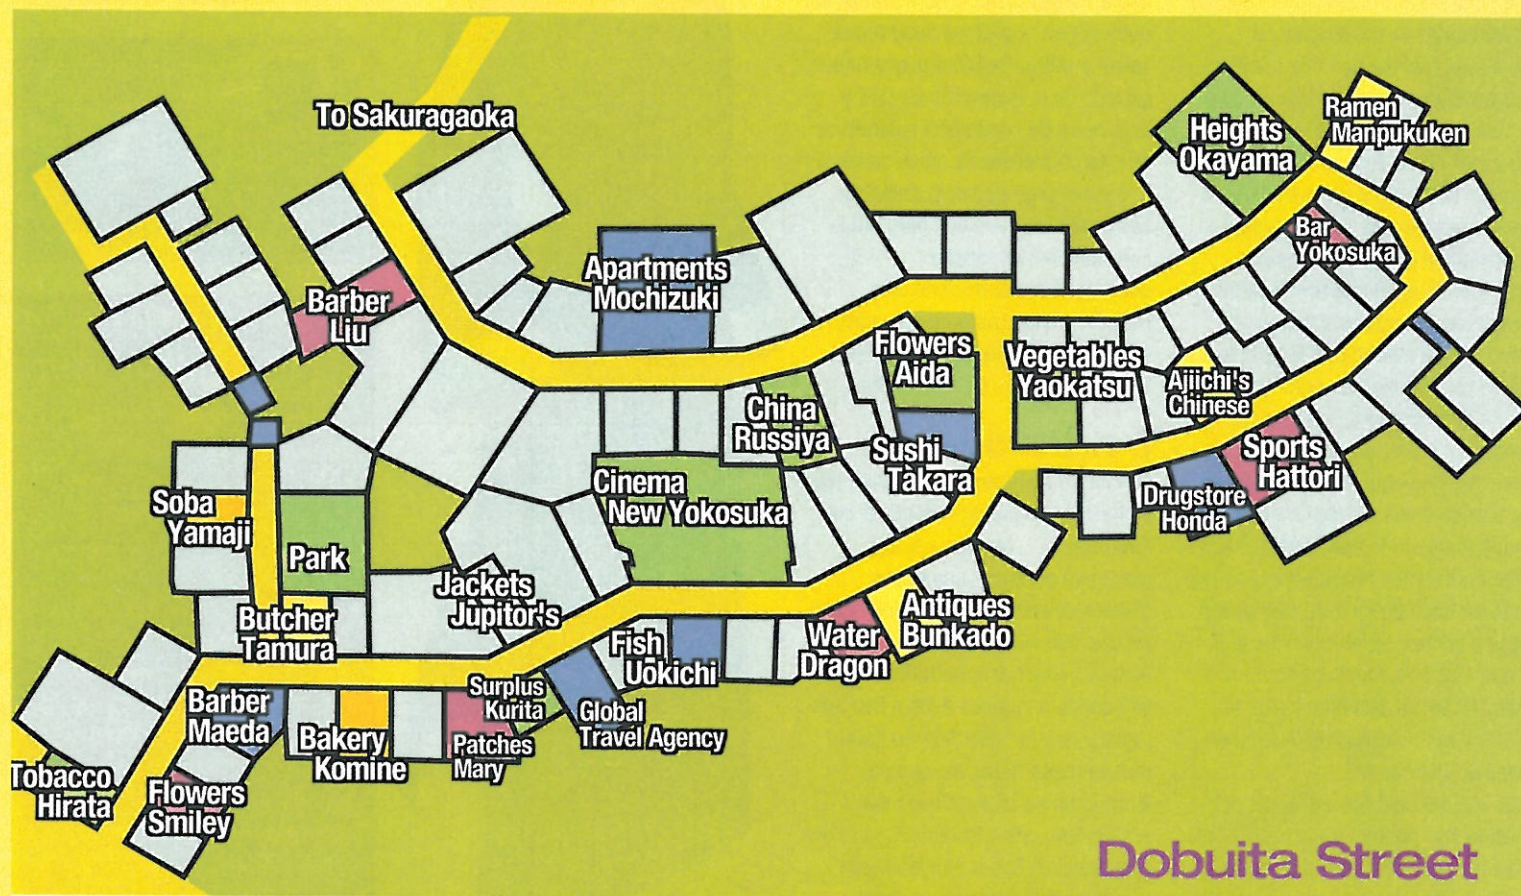 To Sakuragaoka
Heights
Okayama
Ramen
Manpukuken
Bar
Yokosuka
Apartments
Mochizuki
Barber
Liu
Flowers
Aida
Vegetables
Yaokatsu
Ajiichi's
Chinese
China
Russiya
Sushi
Takara
Sports
Hattori
Drugstore
Honda
Cinema
New Yokosuka
Soba
Yamaji
Park
Jackets
Jupitor's
Butcher
Tamura
Antiques
Bunkado
Water
Dragon
Fish
Uokichi
Surplus
Kurita
Global
Travel Agency
Barber
Maeda
Bakery
Komine
Patches
Mary
Tobacco
Hirata
Flowers
Smiley
Dobuita Street